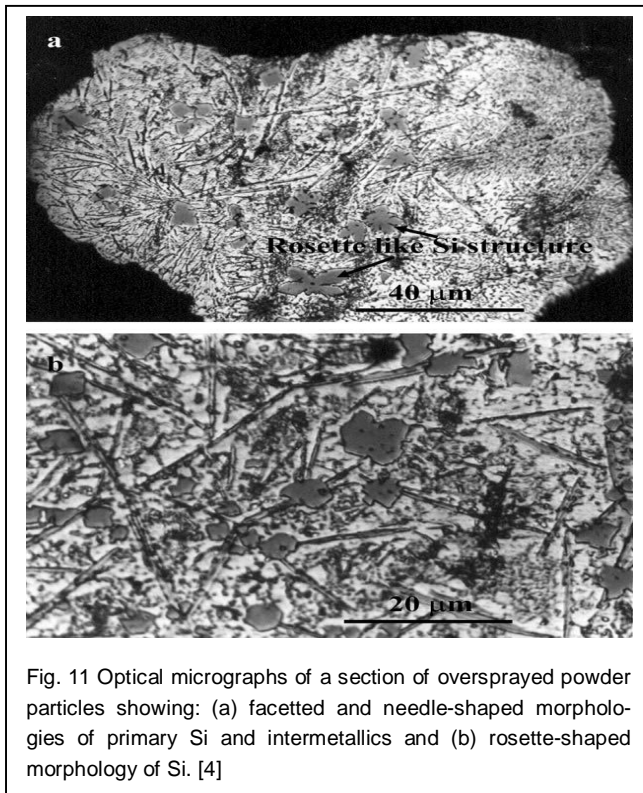 a
Rosette like Si structure
40 µm
b
20 µm
Fig. 11 Optical micrographs of a section of oversprayed powder
particles showing: (a) facetted and needle-shaped morpholo-
gies of primary Si and intermetallics and (b) rosette-shaped
morphology of Si. [4]